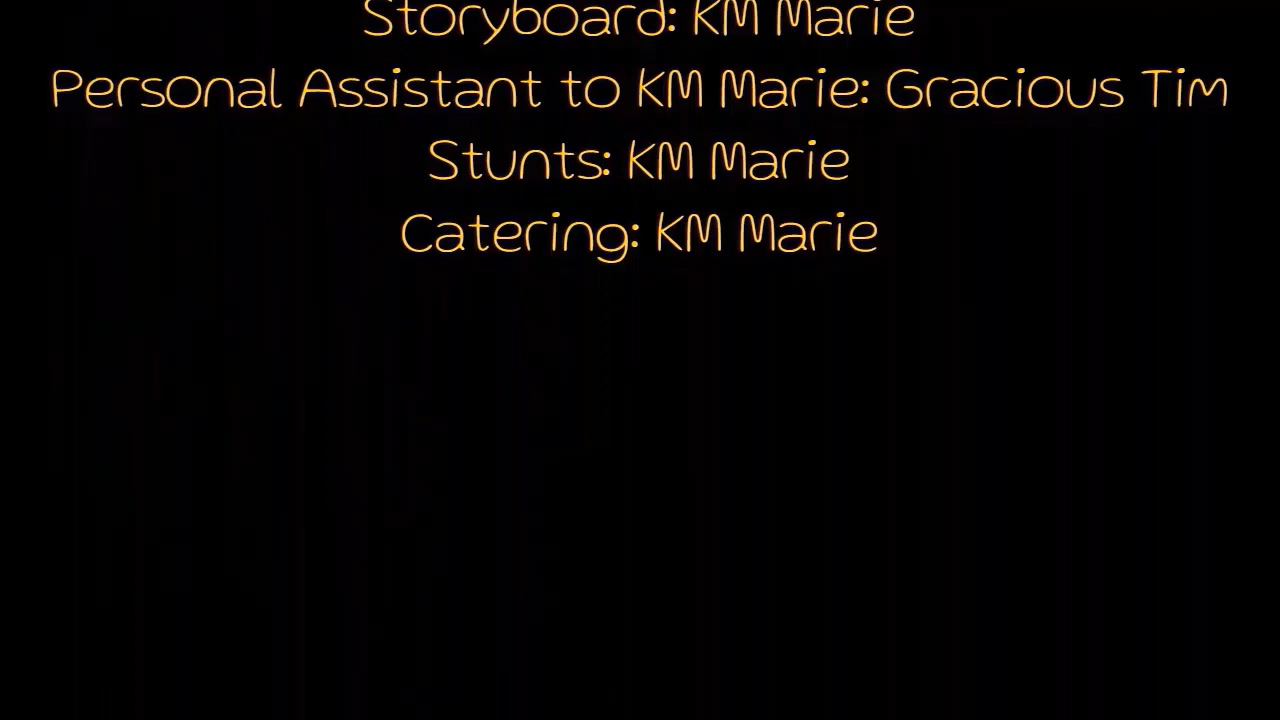 Storyboard: KM Marie
Personal Assistant to KM Marie: Gracious Tim
Stunts: KM Marie
Catering: KM Marie